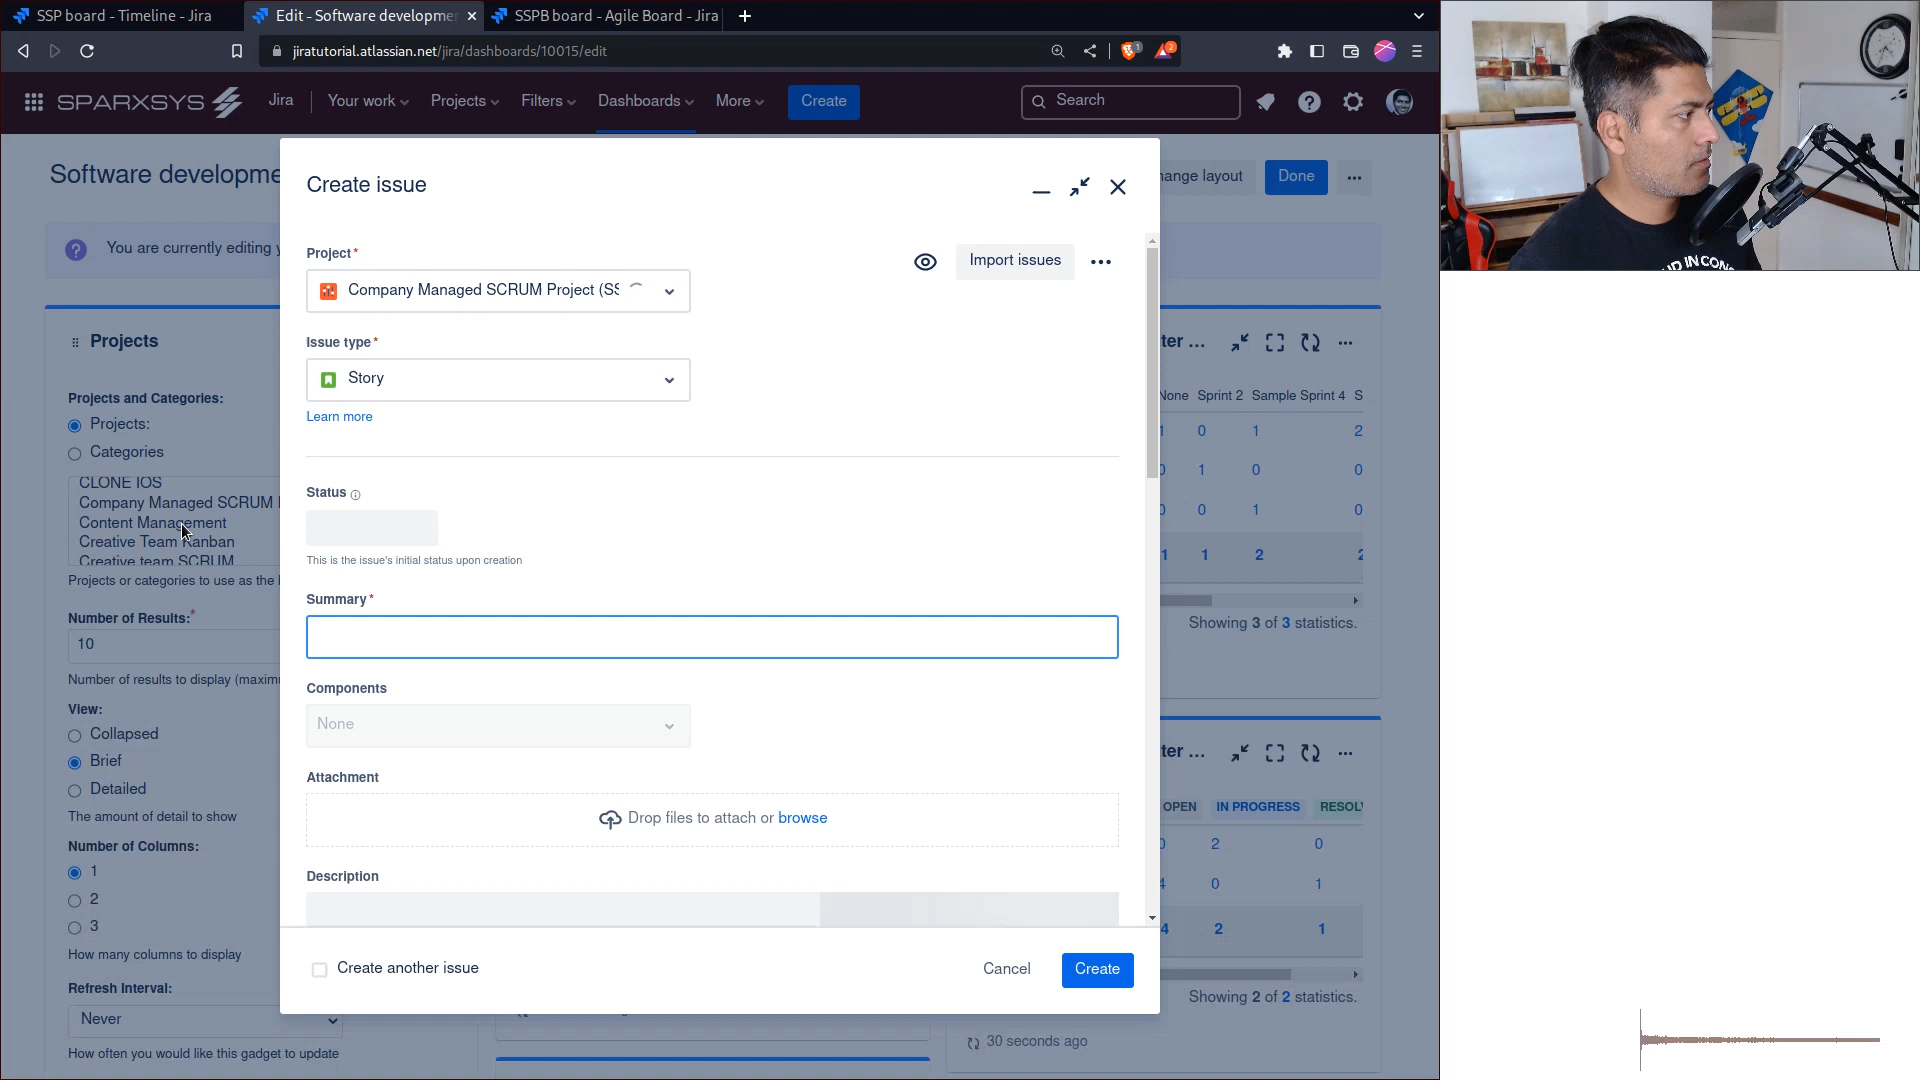 SSP board - Timeline - Jira
Edit - Software developme
SSPB board - Agile Board - Jira
jiratutorial.atlassian.net/jira/dashboards/10015/edit
1
2
SPARXSYS
Jira
Your work
Projects
Filters
Dashboards
More
Create
Search
Software developme
hange layout
Done
You are currently editing
Create issue
Project*
Import issues
Company Managed SCRUM Project (SS
Issue type*
Story
Learn more
Status
This is the issue's initial status upon creation
Summary*
Components
None
Attachment
Drop files to attach or browse
Description
Create another issue
Cancel
Create
Projects
Projects and Categories:
Projects:
Categories
CLONE IOS
Company Managed SCRUM
Content Management
Creative Team Kanban
Creative team SCRUM
Projects or categories to use as the
Number of Results:*
10
Number of results to display (maxim
View:
Collapsed
Brief
Detailed
The amount of detail to show
Number of Columns:
1
2
3
How many columns to display
Refresh Interval:
Never
How often you would like this gadget to update
ter ...
None Sprint 2 Sample Sprint 4 S
1 0 1 2
0 1 0 0
0 0 1 0
1 1 2 2
Showing 3 of 3 statistics.
ter ...
OPEN IN PROGRESS RESOLV
0 2 0
4 0 1
4 2 1
Showing 2 of 2 statistics.
30 seconds ago